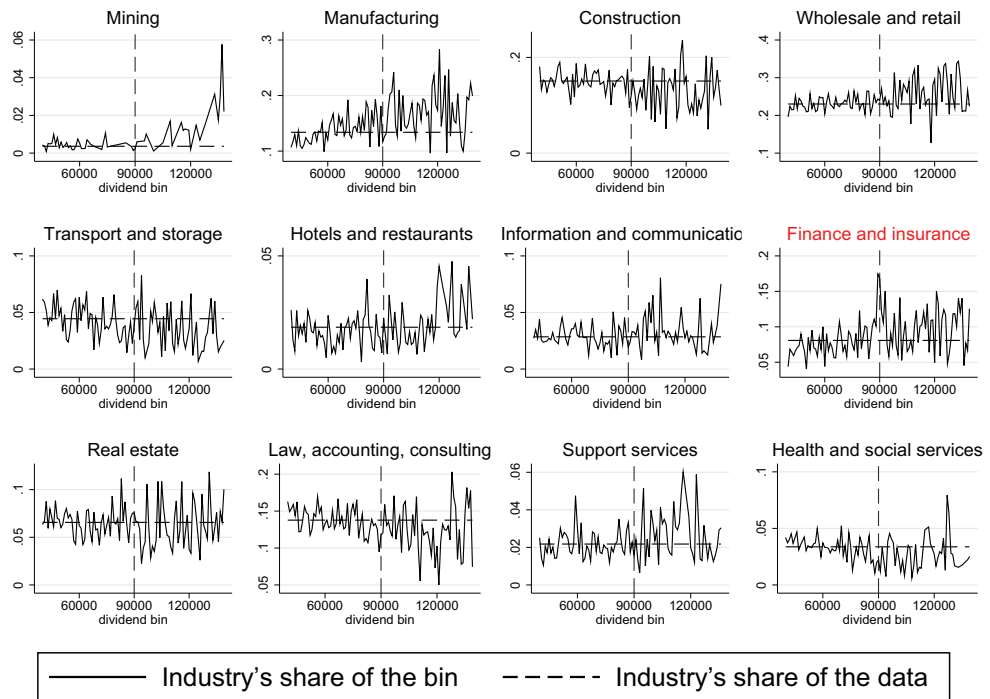 Mining
Manufacturing
Construction
Wholesale and retail
0 .02 .04 .06
60000 90000 120000
dividend bin
.1 .2 .3
60000 90000 120000
dividend bin
0 .2
60000 90000 120000
dividend bin
.1 .2 .3 .4
60000 90000 120000
dividend bin
Transport and storage
Hotels and restaurants
Information and communicatio
Finance and insurance
0 .05 .1
60000 90000 120000
dividend bin
0 .05
60000 90000 120000
dividend bin
0 .05 .1
60000 90000 120000
dividend bin
.05 .1 .15 .2
60000 90000 120000
dividend bin
Real estate
Law, accounting, consulting
Support services
Health and social services
0 .05 .1
60000 90000 120000
dividend bin
.05 .1 .15 .2
60000 90000 120000
dividend bin
0 .02 .04 .06
60000 90000 120000
dividend bin
0 .05 .1
60000 90000 120000
dividend bin
Industry's share of the bin
Industry's share of the data